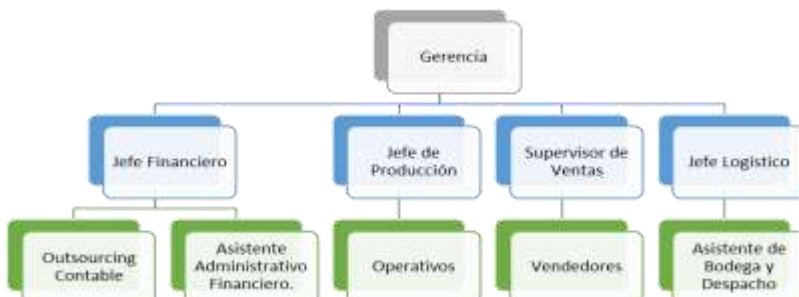 Gerencia
Jefe Financiero
Jefe de
Producción
Supervisor de
Ventas
Jefe Logístico
Outsourcing
Contable
Asistente
Administrativo
Financiero.
Operativos
Vendedores
Asistente de
Bodega y
Despacho